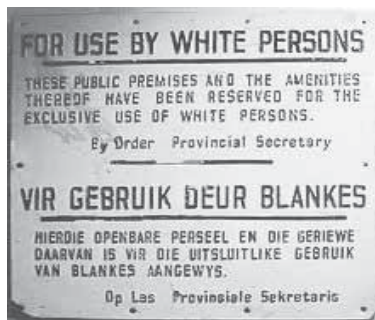 FOR USE BY WHITE PERSONS
THESE PUBLIC PREMISES AND THE AMENITIES
THEREOF HAVE BEEN RESERVED FOR THE
EXCLUSIVE USE OF WHITE PERSONS.
By Order Provincial Secretary
VIR GEBRUIK DEUR BLANKES
HIERDIE OPENBARE PERSEEL EN DIE GERIEWE
DAARVAN IS VIR DIE UITSLUITLIKE GEBRUIK
VAN BLANKES AANGEWYS.
Op Las Provinsiale Sekretaris